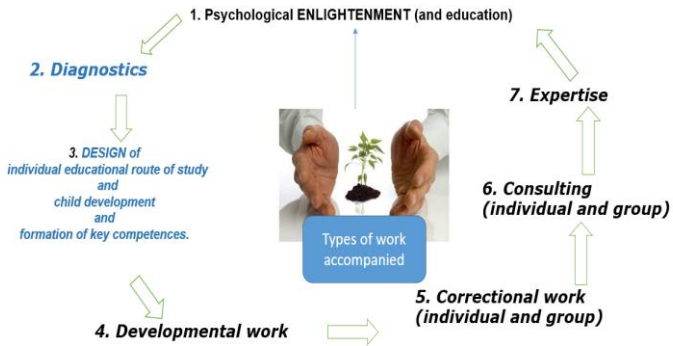 1. Psychological ENLIGHTENMENT (and education)
2. Diagnostics
3. DESIGN of
individual educational route of study
and
child development
and
formation of key competences.
4. Developmental work
5. Correctional work
(individual and group)
6. Consulting
(individual and group)
7. Expertise
Types of work
accompanied